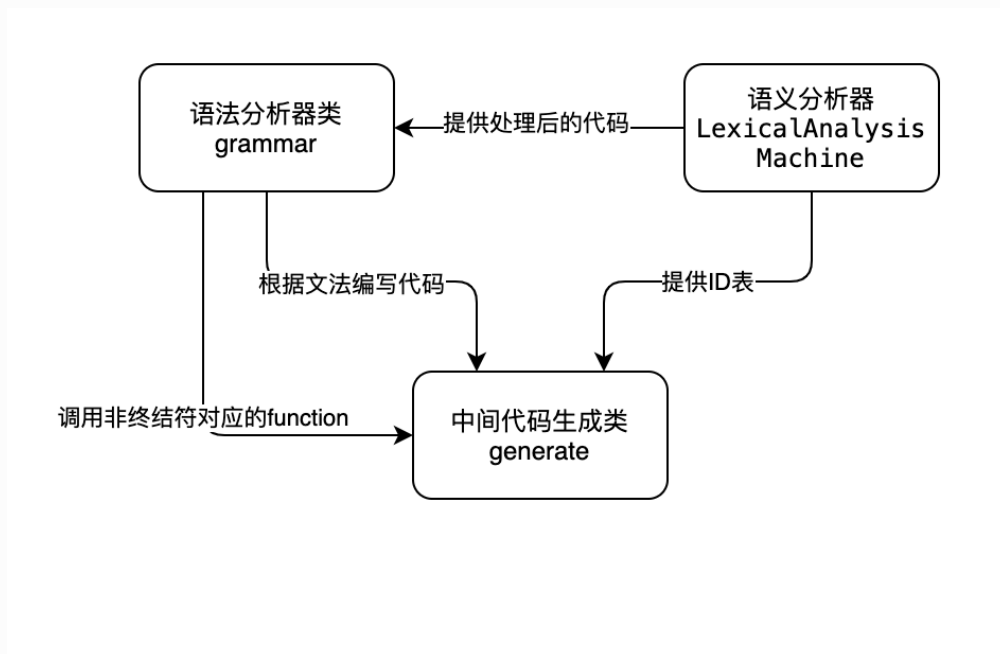 语法分析器类
grammar
提供处理后的代码
语义分析器
LexicalAnalysis
Machine
根据文法编写代码
提供ID表
调用非终结符对应的function
中间代码生成类
generate